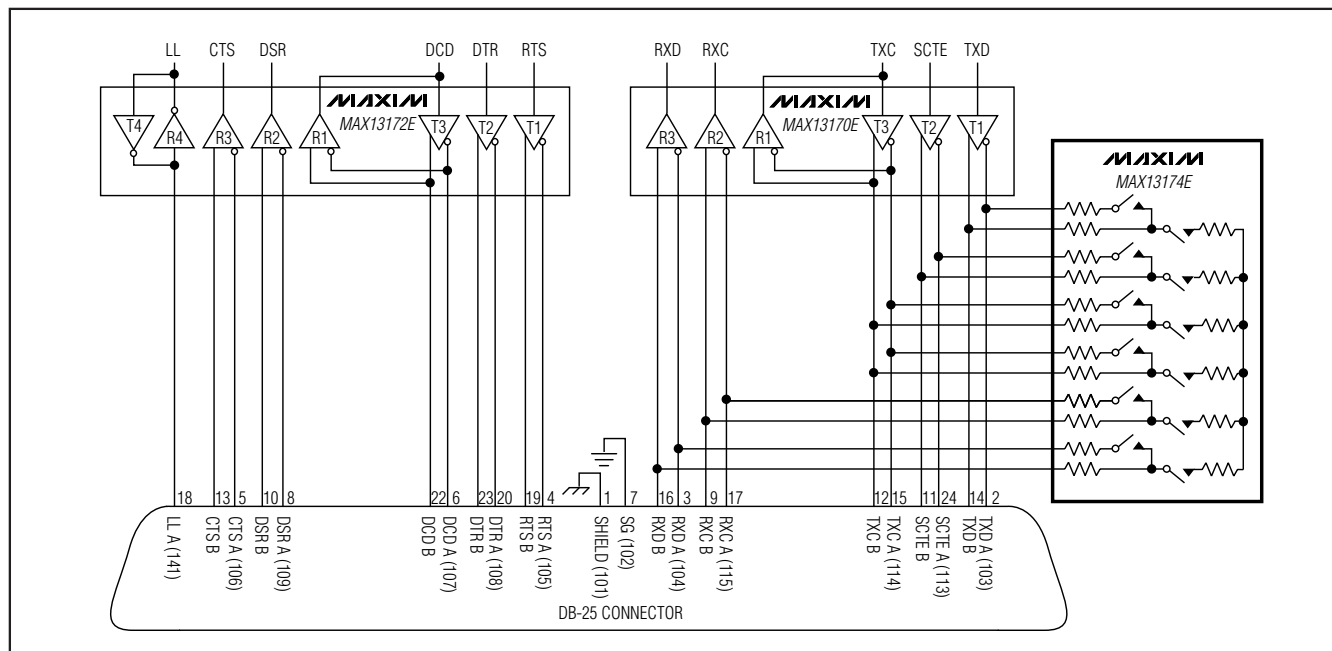 LL CTS DSR DCD DTR RTS RXD RXC TXC SCTE TXD
MAXIM
MAX13172E
T4 R4 R3 R2 R1 T3 T2 T1
MAXIM
MAX13170E
R3 R2 R1 T3 T2 T1
MAXIM
MAX13174E
18 13 5 10 8 22 6 23 20 19 4 1 7 16 3 9 17 12 15 11 24 14 2
LL A (141)
CTS B
CTS A (106)
DSR B
DSR A (109)
DCD B
DCD A (107)
DTR B
DTR A (108)
RTS B
RTS A (105)
SHIELD (101)
SG (102)
RXD B
RXD A (104)
RXC B
RXC A (115)
TXC B
TXC A (114)
SCTE B
SCTE A (113)
TXD B
TXD A (103)
DB-25 CONNECTOR